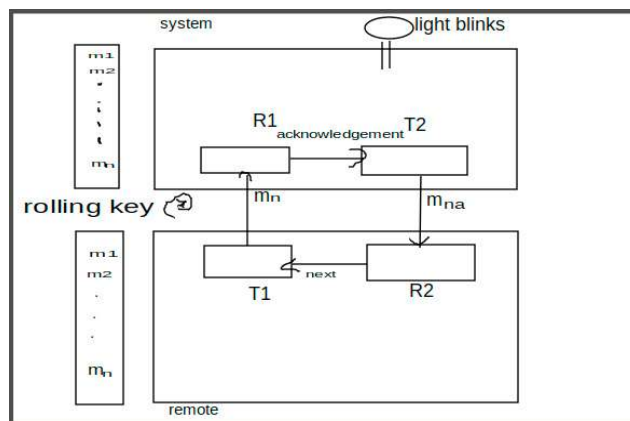 system
light blinks
m1
m2
mn
R1
acknowledgement
T2
rolling key
mn
mna
m1
m2
.
.
.
mn
T1
next
R2
remote